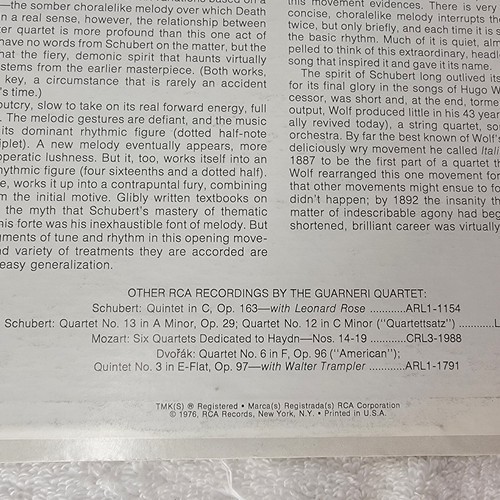 —the somber choralelike melody over which Death
n a real sense, however, the relationship between
ter quartet is more profound than this one act of
have no words from Schubert on the matter, but the
hat the fiery, demonic spirit that haunts virtually
stems from the earlier masterpiece. (Both works,
key, a circumstance that is rarely an accident
's time.)
outcry, slow to take on its real forward energy, full
. The melodic gestures are defiant, and the music
its dominant rhythmic figure (dotted half-note
iplet). A new melody eventually appears, more
operatic lushness. But it, too, works itself into an
hythmic figure (four sixteenths and a dotted half).
e, works it up into a contrapuntal fury, combining
m the initial motive. Glibly written textbooks on
the myth that Schubert's mastery of thematic
his forte was his inexhaustible font of melody. But
gments of tune and rhythm in this opening move-
nd variety of treatments they are accorded are
easy generalization.
this movement evidences. There is very
concise, choralelike melody interrupts th
twice, but only briefly, and each time it is s
the basic rhythm. Much of it is quiet, alm
pelled to think of this extraordinary, headl
song that inspired it and gave it its name.
The spirit of Schubert long outlived its
for its final glory in the songs of Hugo W
cessor, was short and, at the end, torme
output, Wolf produced little in his 43 year
ally revived today), a string quartet, so
orchestra. By far the best known of Wolf's
deliciously wry movement he called Itali
1887 to be the first part of a quartet th
Wolf rearranged this one movement for
that other movements might ensue to fo
didn't happen; by 1892 the insanity th
matter of indescribable agony had beg
shortened, brilliant career was virtually
OTHER RCA RECORDINGS BY THE GUARNERI QUARTET:
Schubert: Quintet in C, Op. 163—with Leonard Rose ...........ARL1-1154
Schubert: Quartet No. 13 in A Minor, Op. 29; Quartet No. 12 in C Minor ("Quartettsatz") ...........L
Mozart: Six Quartets Dedicated to Haydn—Nos. 14-19 ...........CRL3-1988
Dvořák: Quartet No. 6 in F, Op. 96 ("American");
Quintet No. 3 in E-Flat, Op. 97—with Walter Trampler ...........ARL1-1791
TMK(S) ® Registered • Marca(s) Registrada(s) RCA Corporation
© 1976, RCA Records, New York, N.Y. • Printed in U.S.A.